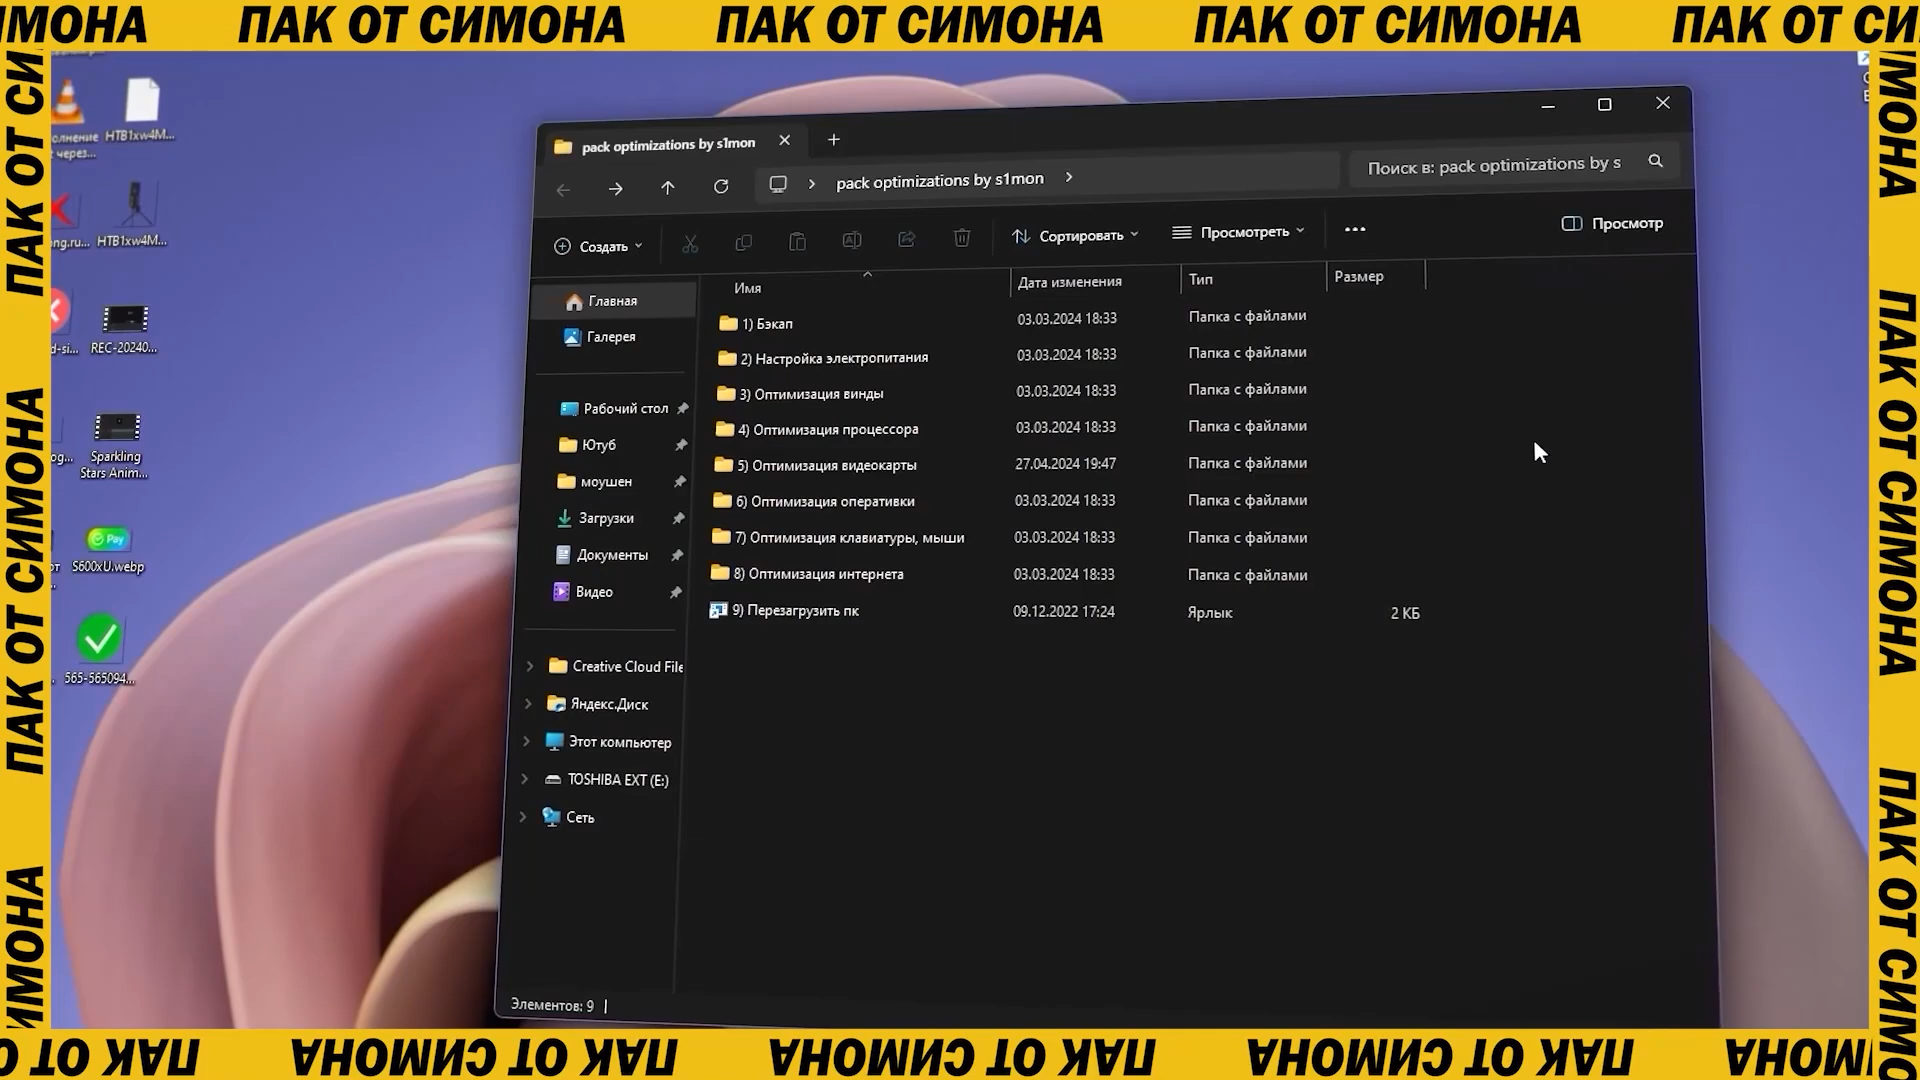 ПАК ОТ СИМОНА
ПАК ОТ СИМОНА
ПАК ОТ СИМОНА
HTB1xw4M...
через...
HTB1xw4M...
REC-20240...
Sparkling
Stars Anim...
Pay
S600xU.webp
565-565094...
pack optimizations by s1mon
pack optimizations by s1mon
Поиск в: pack optimizations by s
Создать
Сортировать
Просмотреть
Просмотр
Главная
Галерея
Рабочий стол
Ютуб
моушен
Загрузки
Документы
Видео
Creative Cloud File
Яндекс.Диск
Этот компьютер
TOSHIBA EXT (E:)
Сеть
Имя Дата изменения Тип Размер
1) Бэкап 03.03.2024 18:33 Папка с файлами
2) Настройка электропитания 03.03.2024 18:33 Папка с файлами
3) Оптимизация винды 03.03.2024 18:33 Папка с файлами
4) Оптимизация процессора 03.03.2024 18:33 Папка с файлами
5) Оптимизация видеокарты 27.04.2024 19:47 Папка с файлами
6) Оптимизация оперативки 03.03.2024 18:33 Папка с файлами
7) Оптимизация клавиатуры, мыши 03.03.2024 18:33 Папка с файлами
8) Оптимизация интернета 03.03.2024 18:33 Папка с файлами
9) Перезагрузить пк 09.12.2022 17:24 Ярлык 2 КБ
Элементов: 9
ПАК ОТ СИМОНА
ПАК ОТ СИМОНА
ПАК ОТ СИМОНА
ПАК ОТ СИМОНА
ПАК ОТ СИМОНА